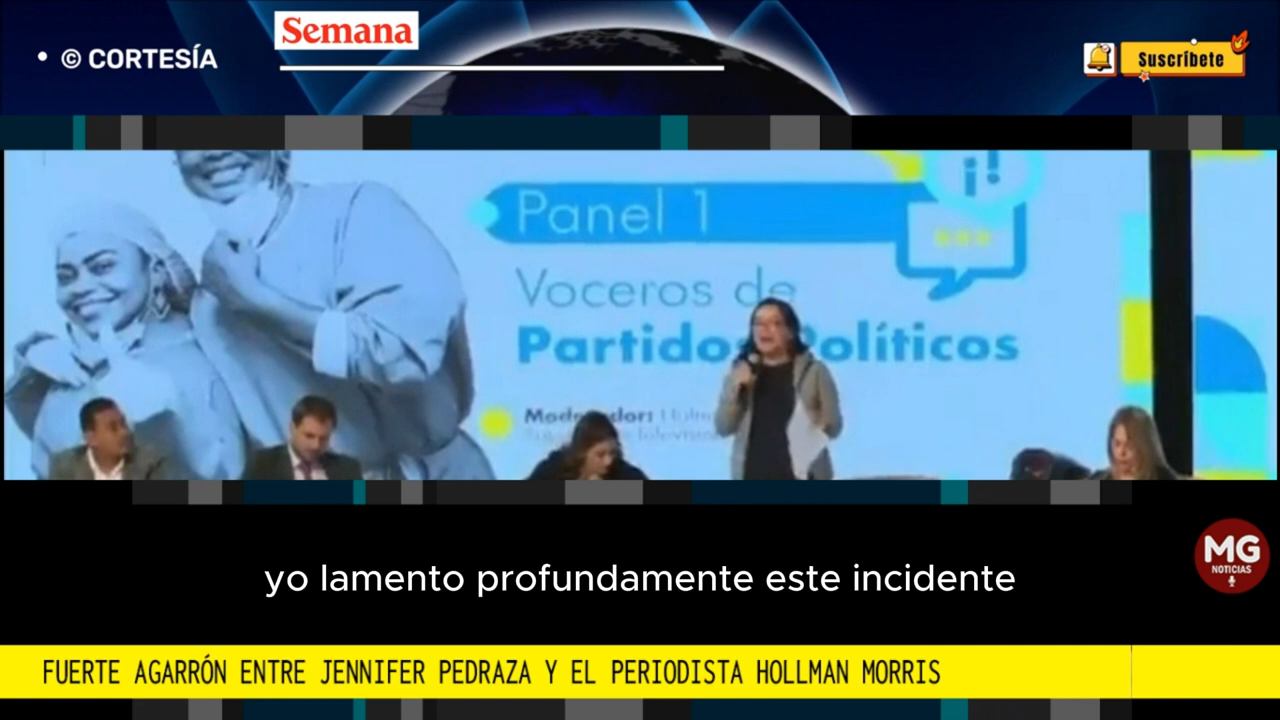 Semana
• © CORTESÍA
Suscríbete
¡!
Panel 1
Voceros de
Partidos Políticos
Moderador:
MG
NOTICIAS
yo lamento profundamente este incidente
FUERTE AGARRÓN ENTRE JENNIFER PEDRAZA Y EL PERIODISTA HOLLMAN MORRIS